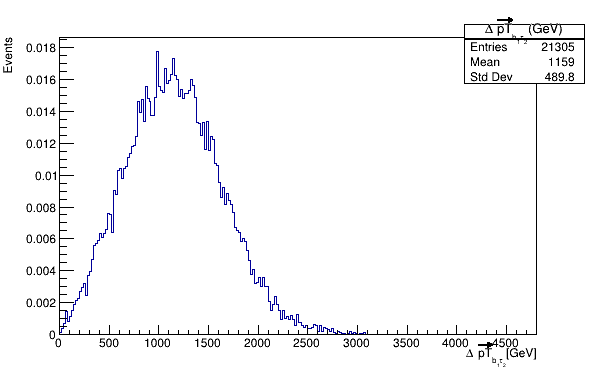 Δ pT b₁τ₂ (GeV)
Entries 21305
Mean 1159
Std Dev 489.8
Events
0.018
0.016
0.014
0.012
0.01
0.008
0.006
0.004
0.002
0
0 500 1000 1500 2000 2500 3000 3500 4000 4500
Δ pT b₁τ₂ [GeV]